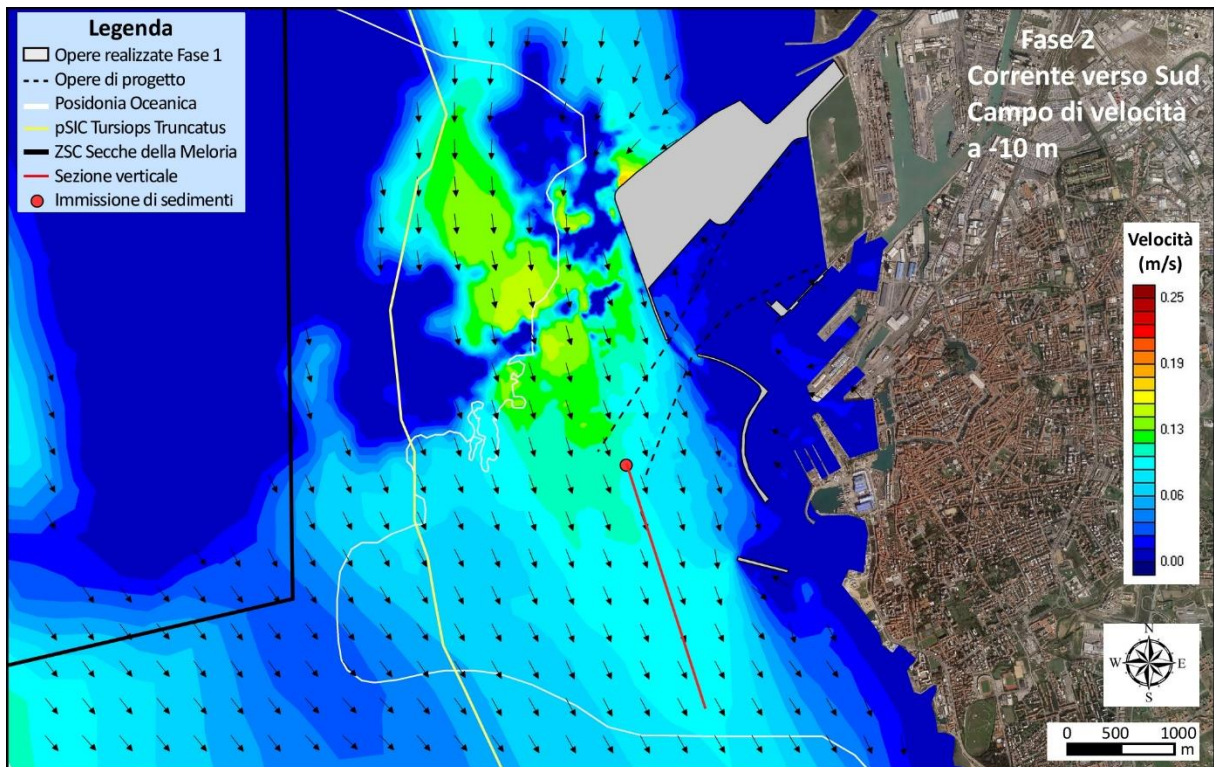 Legenda
Opere realizzate Fase 1
Opere di progetto
Posidonia Oceanica
pSIC Tursiops Truncatus
ZSC Secche della Meloria
Sezione verticale
Immissione di sedimenti
Fase 2
Corrente verso Sud
Campo di velocità
a -10 m
Velocità
(m/s)
0.25
0.19
0.13
0.06
0.00
N
W E
S
0 500 1000
m